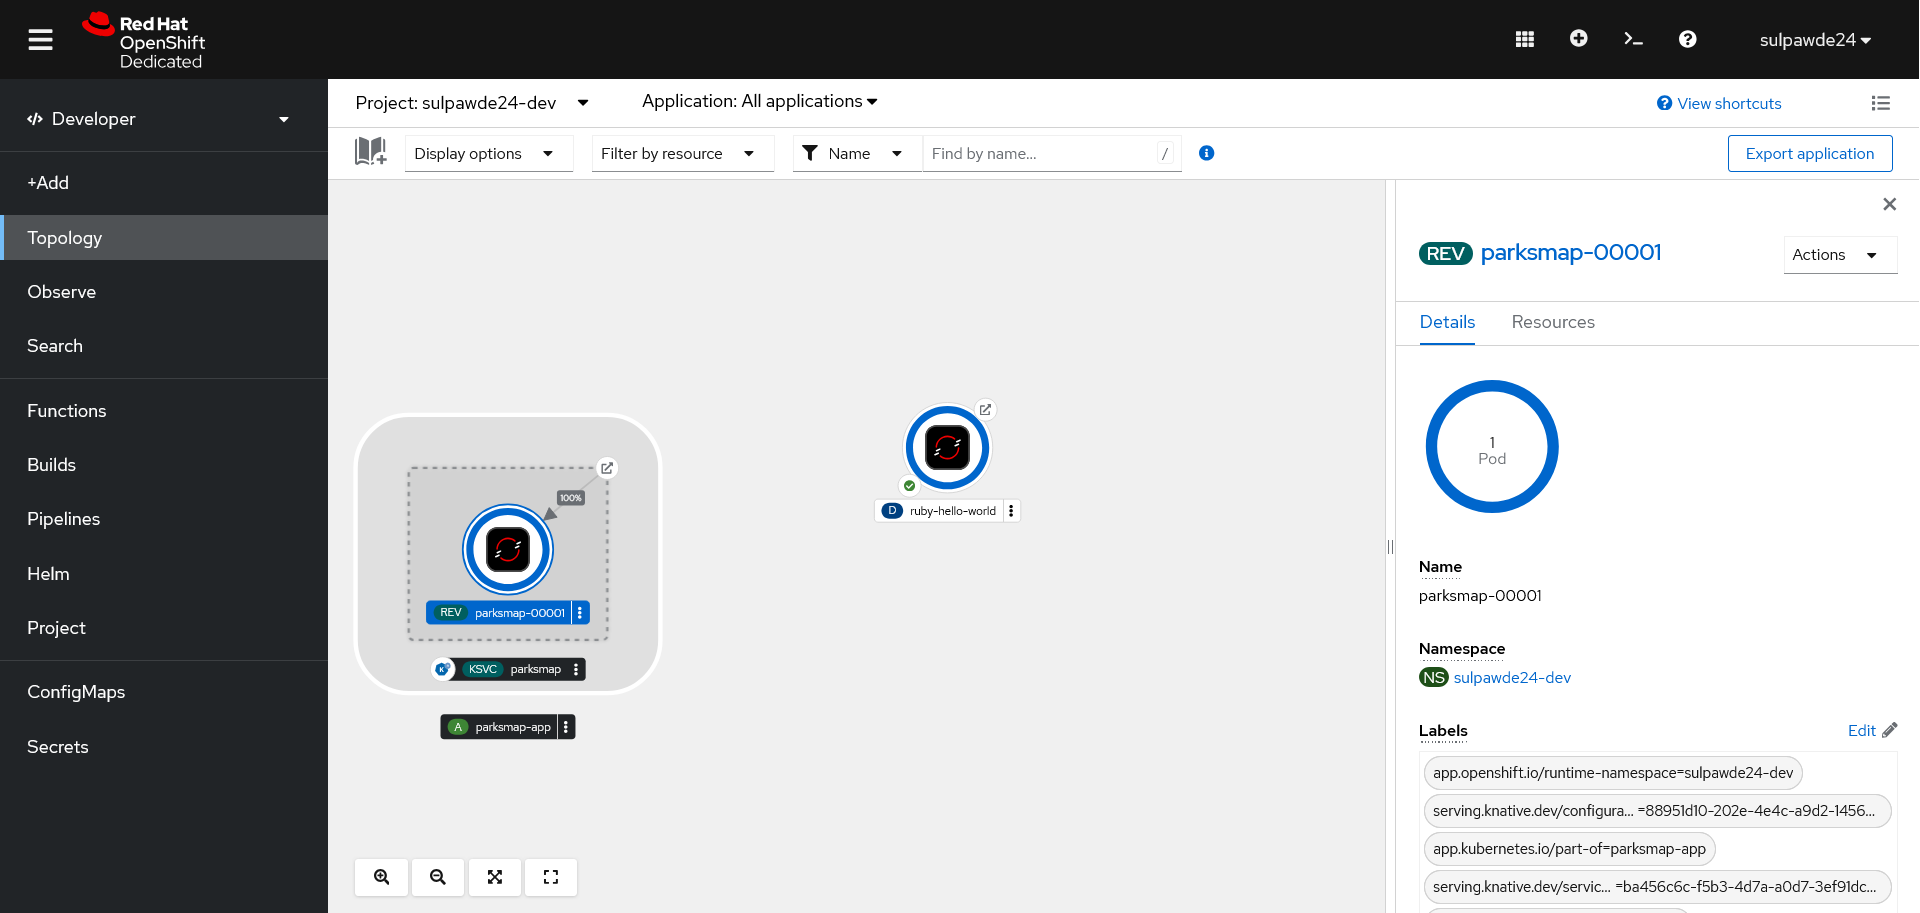 Red Hat
OpenShift
Dedicated
sulpawde24
Developer
+Add
Topology
Observe
Search
Functions
Builds
Pipelines
Helm
Project
ConfigMaps
Secrets
Project: sulpawde24-dev
Application: All applications
View shortcuts
Display options
Filter by resource
Name
Find by name...
/
Export application
100%
REV parksmap-00001
KSVC parksmap
A parksmap-app
D ruby-hello-world
REV parksmap-00001
Actions
Details
Resources
1
Pod
Name
parksmap-00001
Namespace
NS sulpawde24-dev
Labels
Edit
app.openshift.io/runtime-namespace=sulpawde24-dev
serving.knative.dev/configura... =88951d10-202e-4e4c-a9d2-1456...
app.kubernetes.io/part-of=parksmap-app
serving.knative.dev/servic... =ba456c6c-f5b3-4d7a-a0d7-3ef91dc...